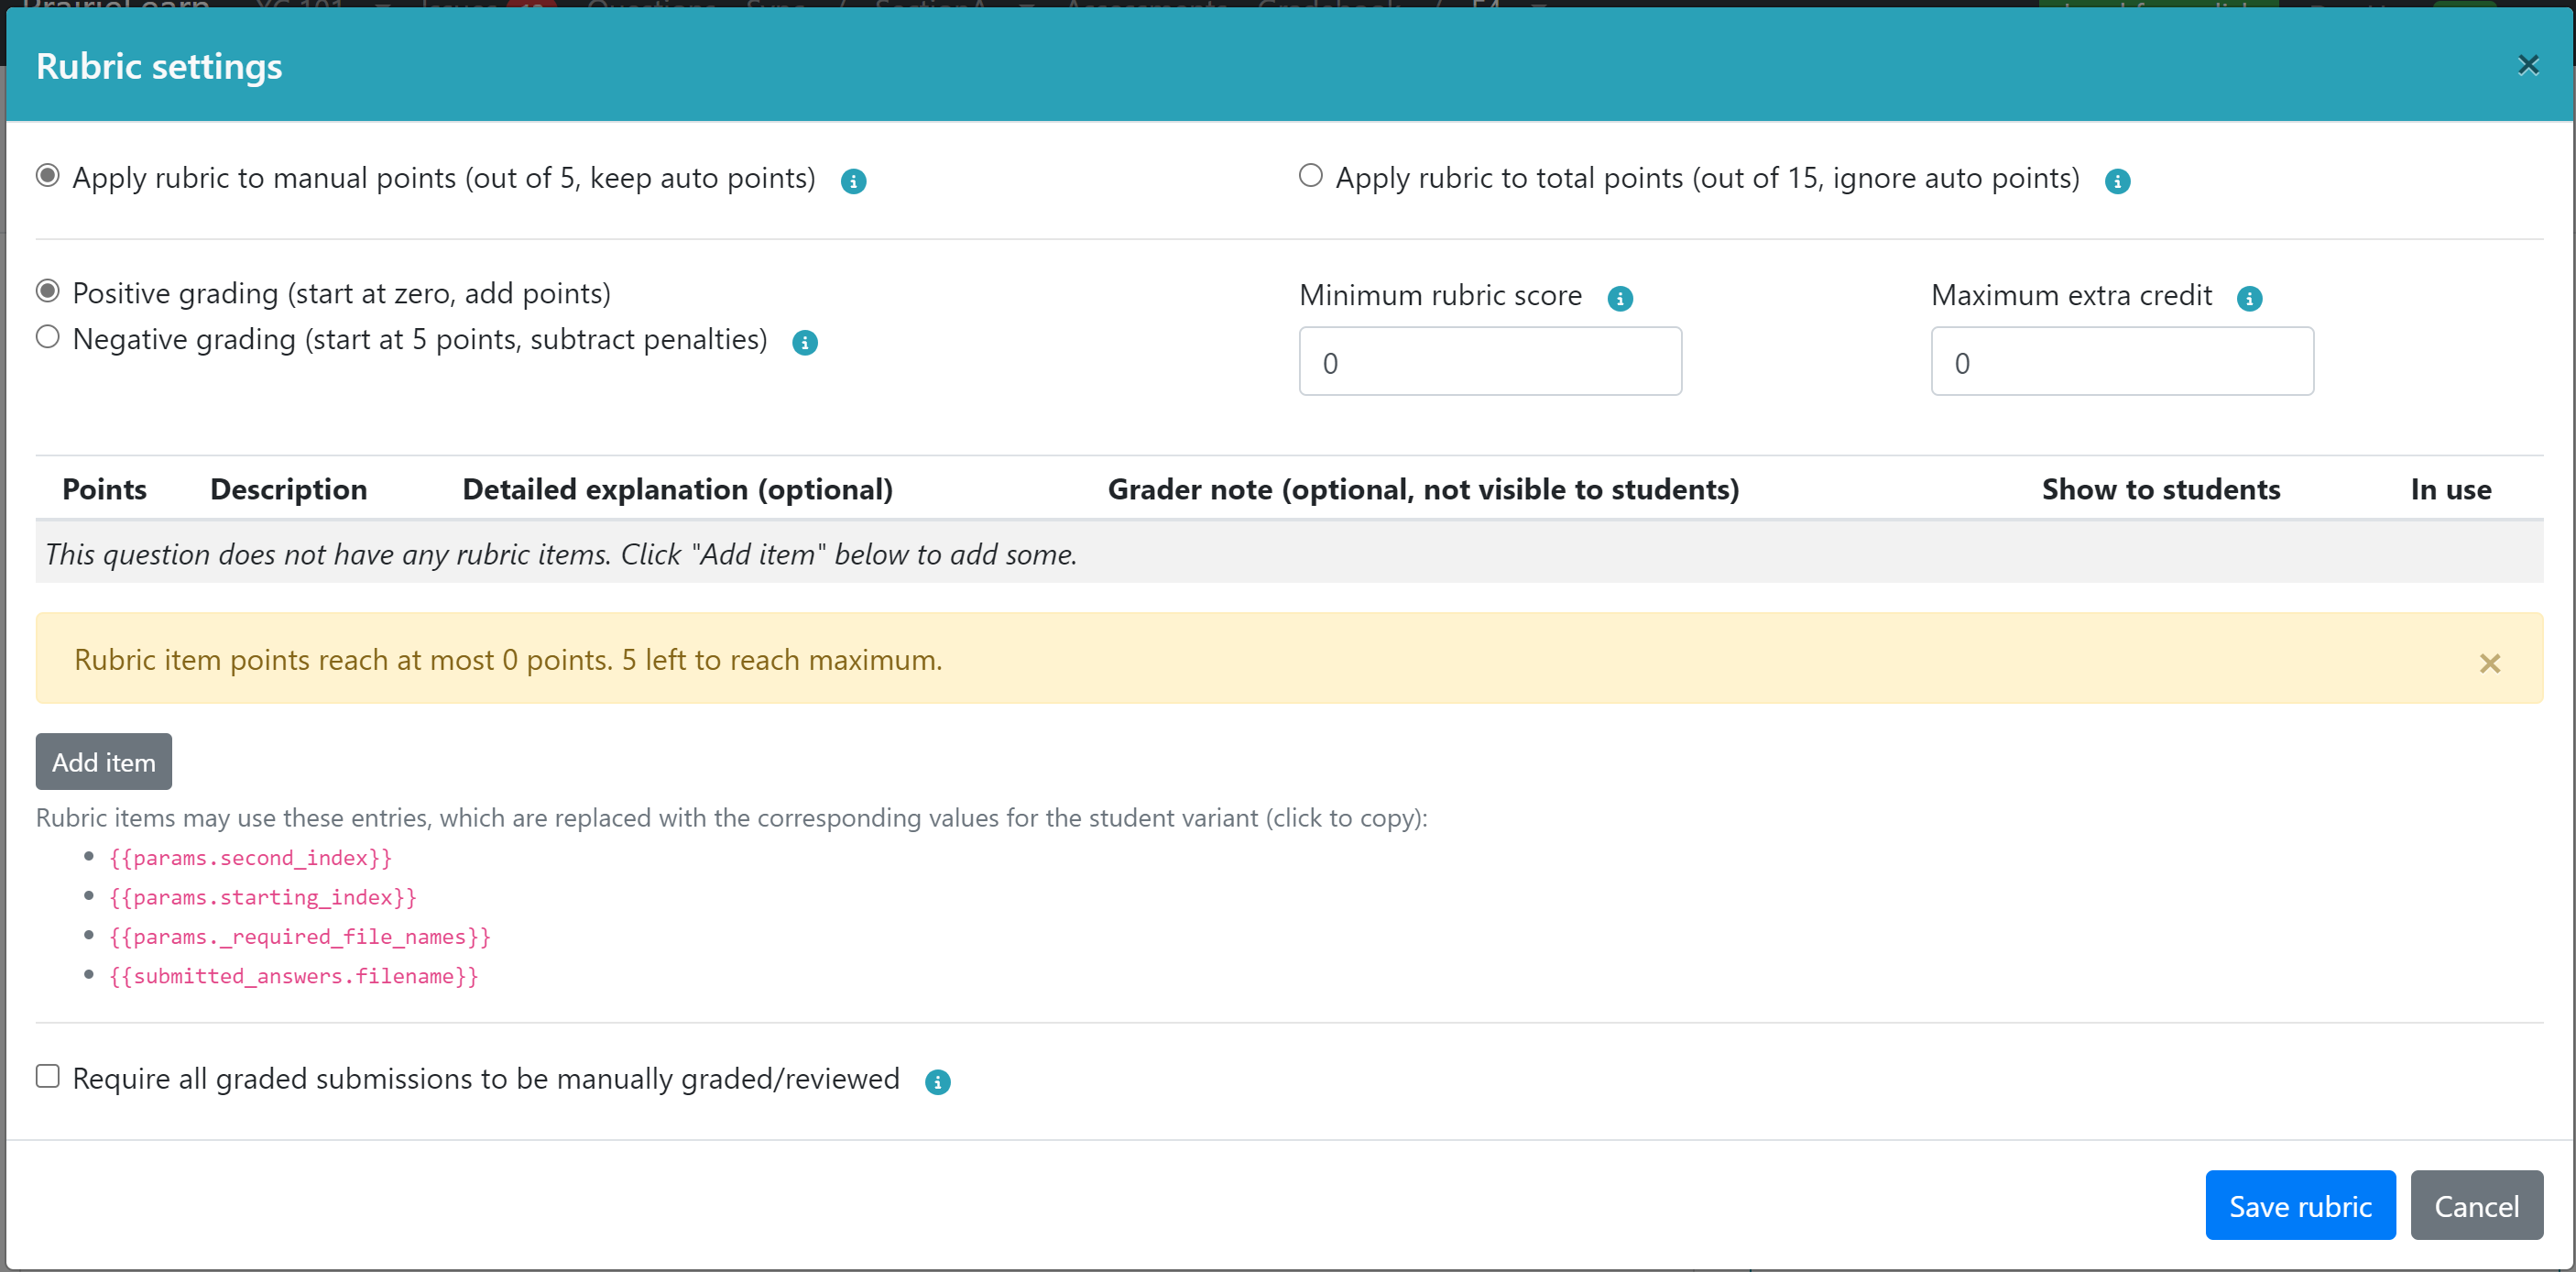 Rubric settings
Apply rubric to manual points (out of 5, keep auto points)
Apply rubric to total points (out of 15, ignore auto points)
Positive grading (start at zero, add points)
Negative grading (start at 5 points, subtract penalties)
Minimum rubric score
0
Maximum extra credit
0
Points Description Detailed explanation (optional) Grader note (optional, not visible to students) Show to students In use
This question does not have any rubric items. Click "Add item" below to add some.
Rubric item points reach at most 0 points. 5 left to reach maximum.
Add item
Rubric items may use these entries, which are replaced with the corresponding values for the student variant (click to copy):
{{params.second_index}}
{{params.starting_index}}
{{params._required_file_names}}
{{submitted_answers.filename}}
Require all graded submissions to be manually graded/reviewed
Save rubric Cancel